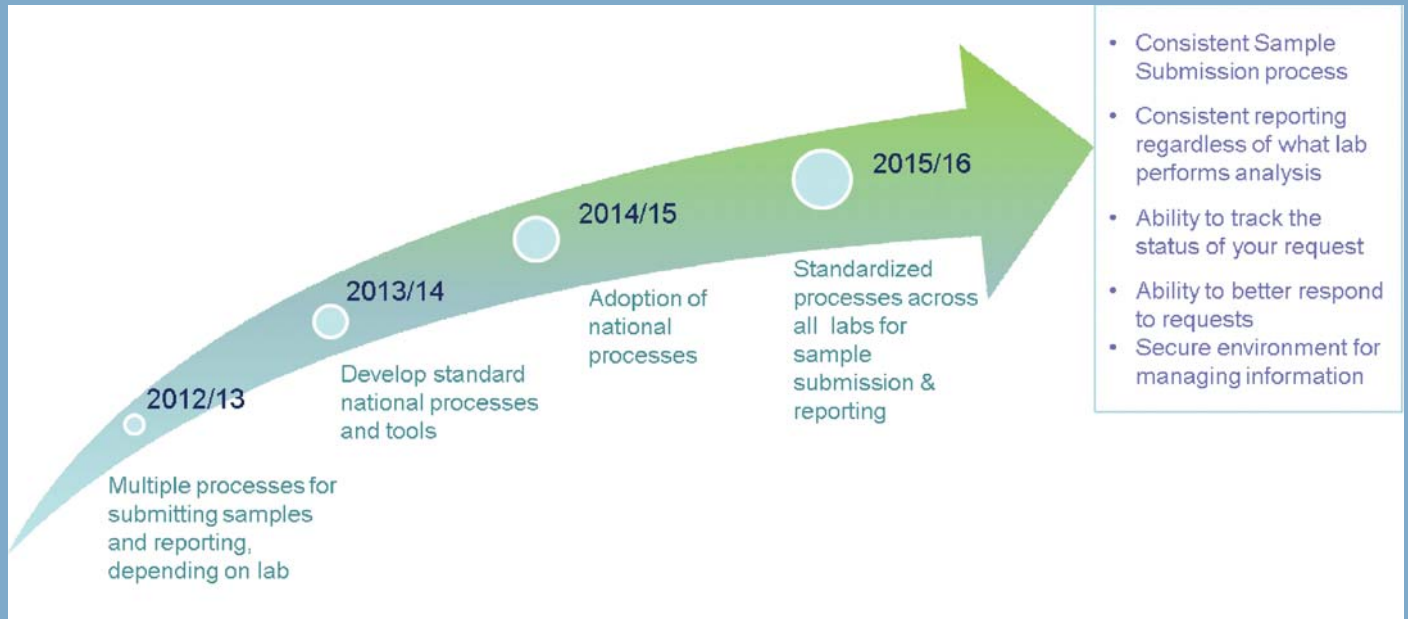 2012/13
Multiple processes for
submitting samples
and reporting,
depending on lab
2013/14
Develop standard
national processes
and tools
2014/15
Adoption of
national
processes
2015/16
Standardized
processes across
all labs for
sample
submission &
reporting
• Consistent Sample
Submission process
• Consistent reporting
regardless of what lab
performs analysis
• Ability to track the
status of your request
• Ability to better respond
to requests
• Secure environment for
managing information